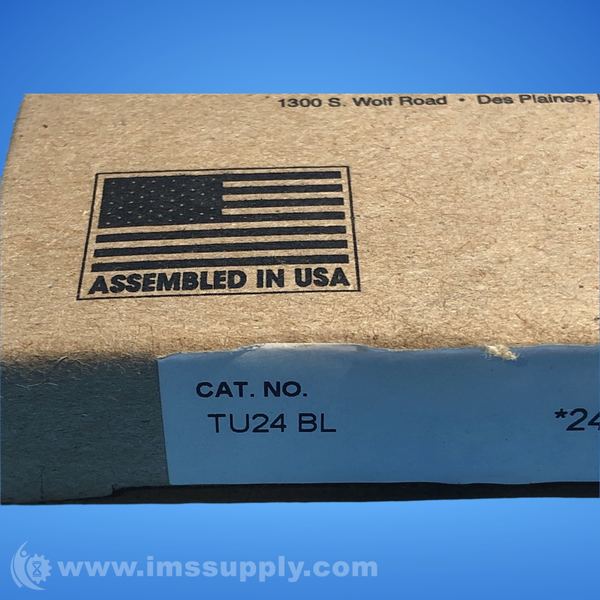 1300 S. Wolf Road • Des Plaines,
ASSEMBLED IN USA
CAT. NO.
TU24 BL
*24
www.imssupply.com